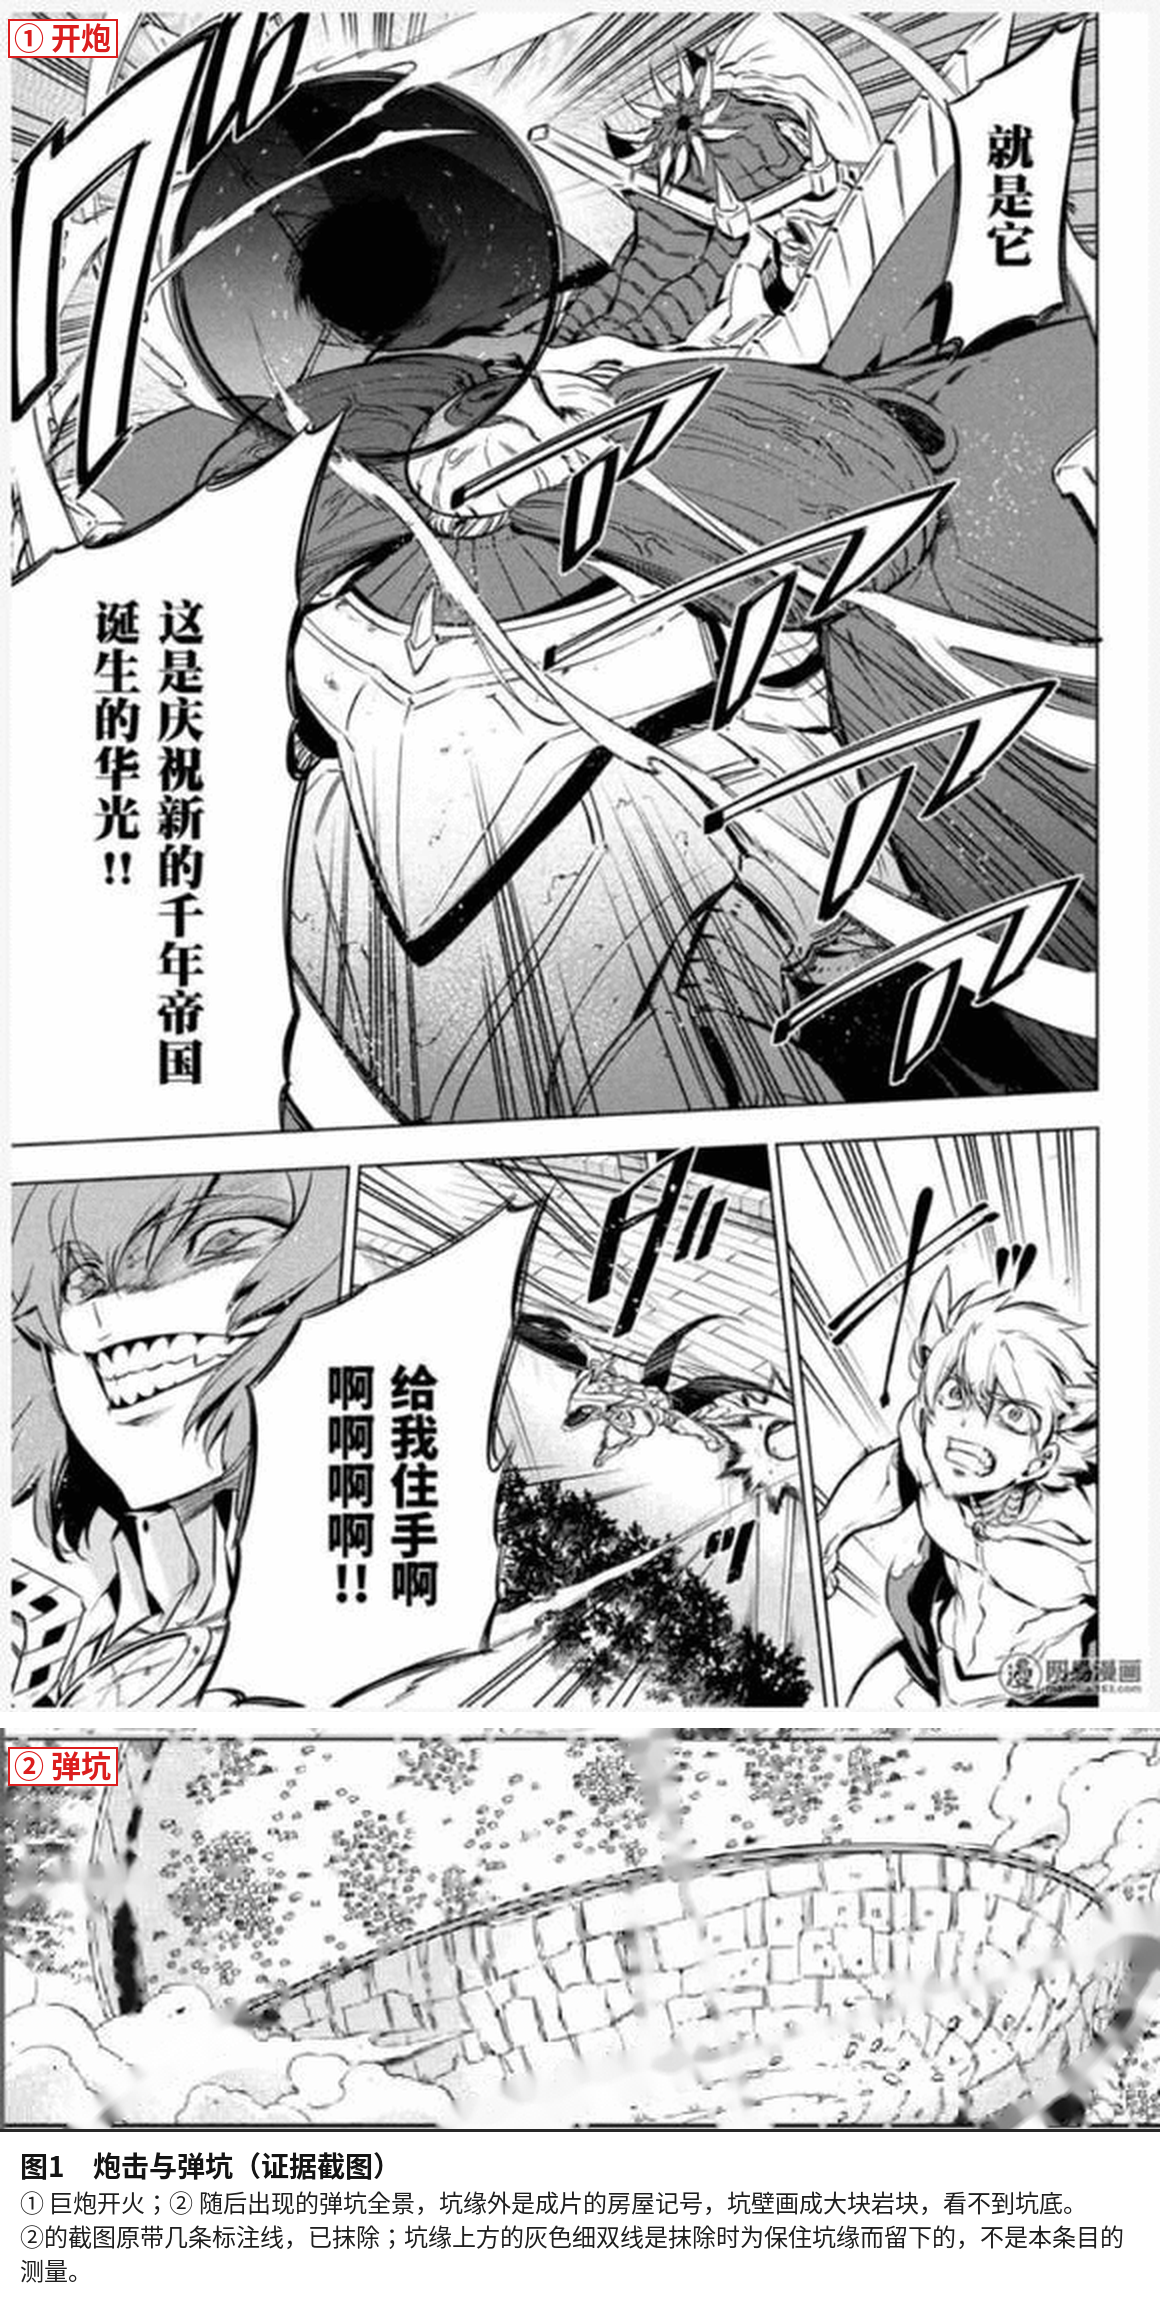 ① 开炮
就是它
这是庆祝新的千年帝国
诞生的华光!!
给我住手啊
啊啊啊啊!!
网易漫画
② 弹坑
图1 炮击与弹坑（证据截图）
① 巨炮开火；② 随后出现的弹坑全景，坑缘外是成片的房屋记号，坑壁画成大块岩块，看不到坑底。
②的截图原带几条标注线，已抹除；坑缘上方的灰色细双线是抹除时为保住坑缘而留下的，不是本条目的
测量。